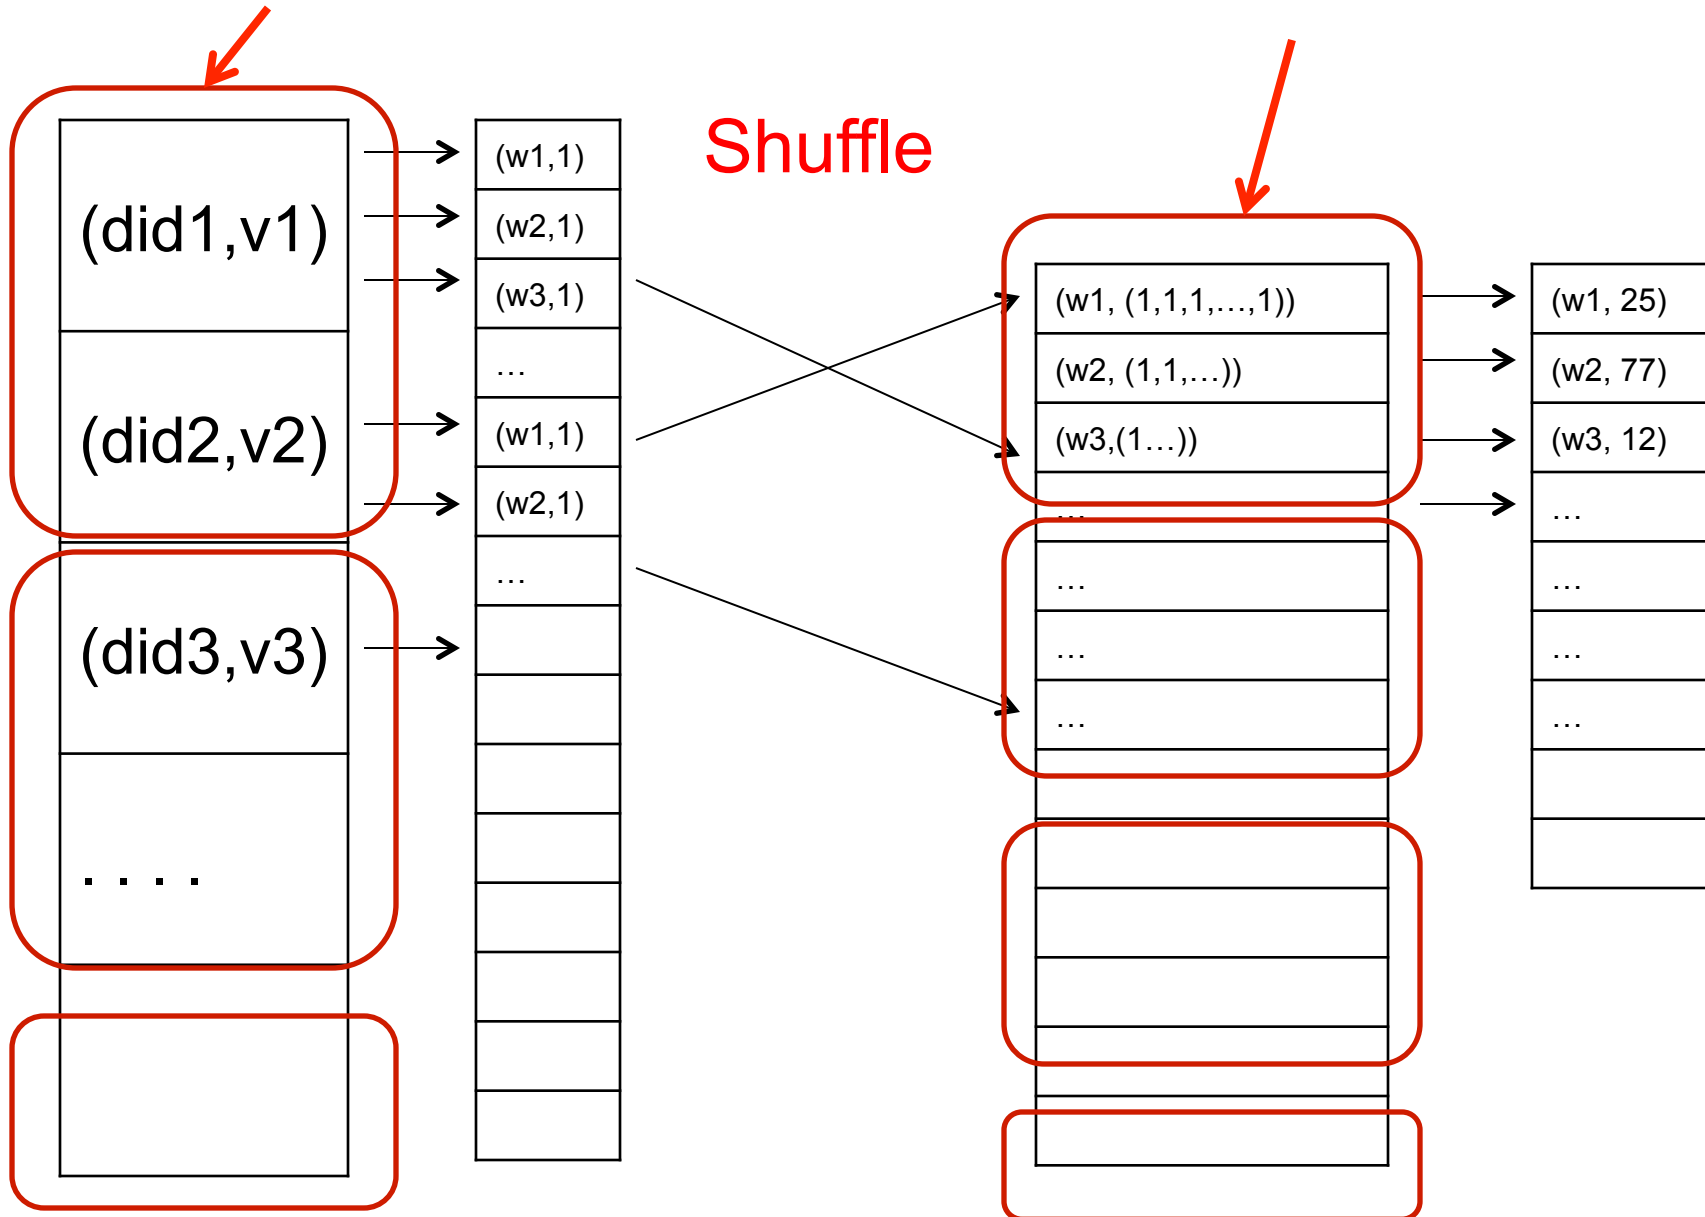 Shuffle
(did1,v1)
(did2,v2)
(did3,v3)
. . . .
(w1,1)
(w2,1)
(w3,1)
…
(w1,1)
(w2,1)
…
(w1, (1,1,1,…,1))
(w2, (1,1,…))
(w3,(1…))
…
…
…
…
(w1, 25)
(w2, 77)
(w3, 12)
…
…
…
…